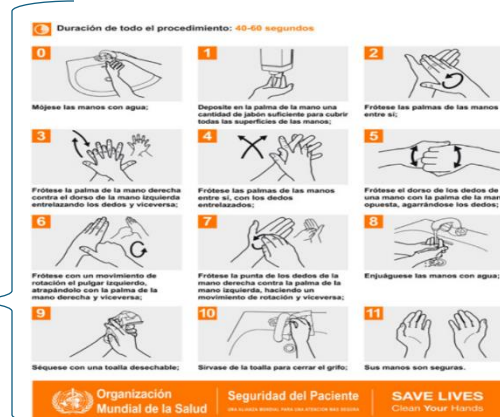 Duración de todo el procedimiento: 40-60 segundos
0
1
2
Mójese las manos con agua;
Deposite en la palma de la mano una
cantidad de jabón suficiente para cubrir
todas las superficies de las manos;
Frótese las palmas de las manos
entre sí;
3
4
5
Frótese la palma de la mano derecha
contra el dorso de la mano izquierda
entrelazando los dedos y viceversa;
Frótese las palmas de las manos
entre sí, con los dedos
entrelazados;
Frótese el dorso de los dedos de
una mano con la palma de la
opuesta, agarrándose los dedos;
6
7
8
Frótese con un movimiento de
rotación el pulgar izquierdo,
atrapándolo con la palma de la
mano derecha y viceversa;
Frótese la punta de los dedos de la
mano derecha contra la palma de la
mano izquierda, haciendo un
movimiento de rotación y viceversa;
Enjuáguese las manos con agua;
9
10
11
Séquese con una toalla desechable;
Sírvase de la toalla para cerrar el grifo;
Sus manos son seguras.
Organización
Mundial de la Salud
Seguridad del Paciente
UNA ALIANZA MUNDIAL PARA UNA ATENCIÓN MÁS SEGURA
SAVE LIVES
Clean Your Hands